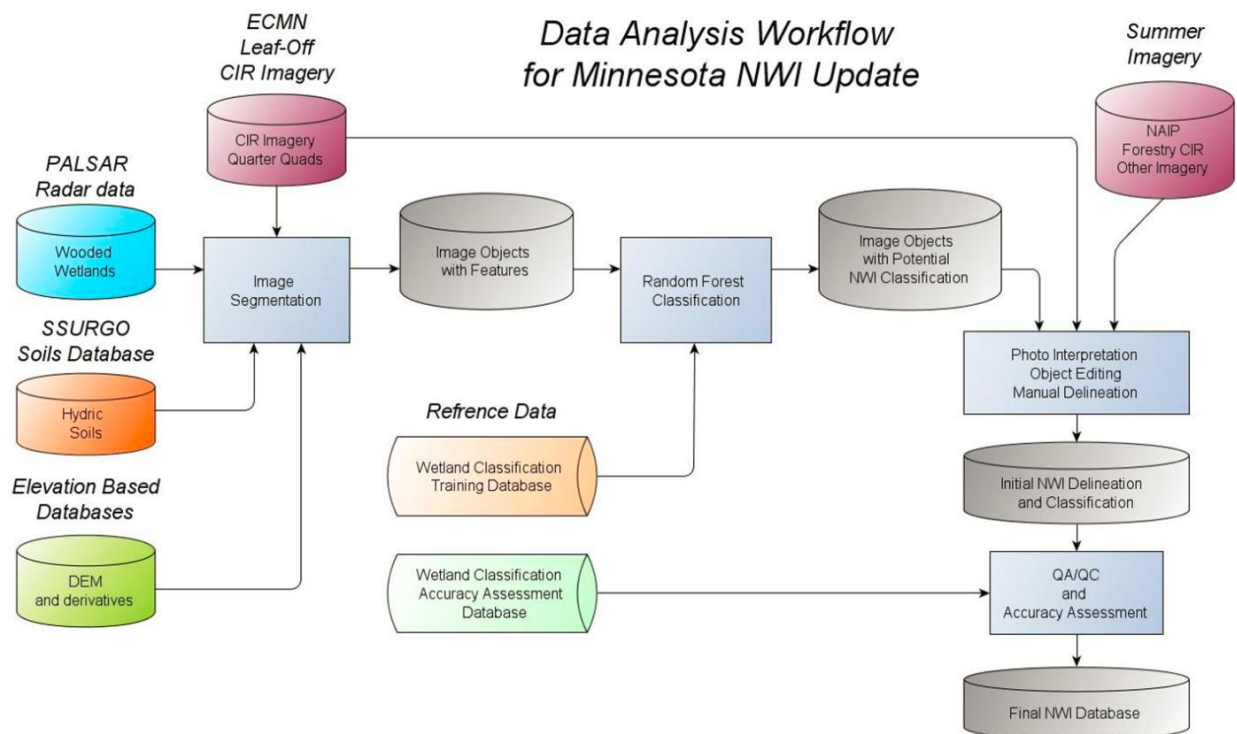 Data Analysis Workflow
for Minnesota NWI Update
ECMN
Leaf-Off
CIR Imagery
CIR Imagery
Quarter Quads
Summer
Imagery
NAIP
Forestry CIR
Other Imagery
PALSAR
Radar data
Wooded
Wetlands
Image
Segmentation
Image Objects
with Features
Random Forest
Classification
Image Objects
with Potential
NWI Classification
SSURGO
Soils Database
Hydric
Soils
Photo Interpretation
Object Editing
Manual Delineation
Refrence Data
Wetland Classification
Training Database
Initial NWI Delineation
and Classification
Elevation Based
Databases
DEM
and derivatives
Wetland Classification
Accuracy Assessment
Database
QA/QC
and
Accuracy Assessment
Final NWI Database